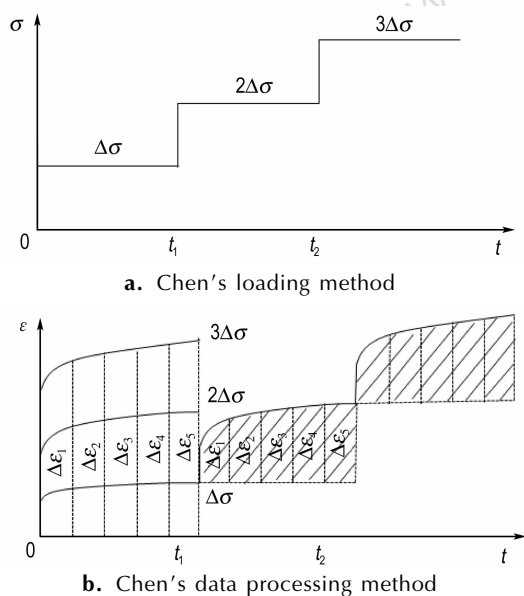 σ
3Δσ
2Δσ
Δσ
0
t₁
t₂
t
a. Chen's loading method
ε
3Δσ
2Δσ
Δε₁
Δε₂
Δε₃
Δε₄
Δε₅
Δε₁
Δε₂
Δε₃
Δε₄
Δε₅
Δσ
0
t₁
t₂
t
b. Chen's data processing method